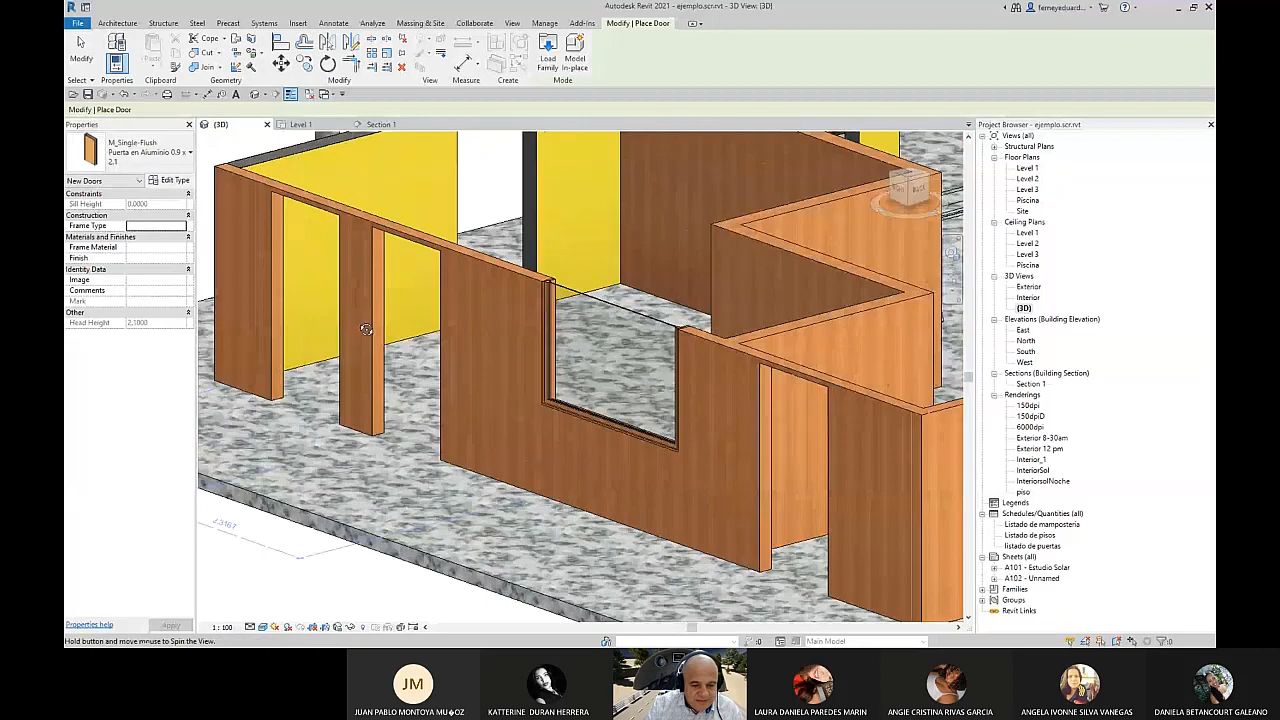 Autodesk Revit 2021 - ejemplo.scr.rvt - 3D View: {3D}
ferneyeduard...
File Architecture Structure Steel Precast Systems Insert Annotate Analyze Massing & Site Collaborate View Manage Add-Ins Modify | Place Door
Modify
Paste
Cope
Cut
Join
Load Family
Model In-place
Select Properties Clipboard Geometry Modify View Measure Create Mode
Modify | Place Door
Properties
{3D} Level 1 Section 1
M_Single-Flush
Puerta en Aiuminio 0.9 x
2.1
New Doors Edit Type
Constraints
Sill Height 0.0000
Construction
Frame Type
Materials and Finishes
Frame Material
Finish
Identity Data
Image
Comments
Mark
Other
Head Height 2.1000
Properties help Apply
BACK
4.3167
1 : 100
Hold button and move mouse to Spin the View.
:0 Main Model :0
Project Browser - ejemplo.scr.rvt
Views (all)
Structural Plans
Floor Plans
Level 1
Level 2
Level 3
Piscina
Site
Ceiling Plans
Level 1
Level 2
Level 3
Piscina
3D Views
Exterior
Interior
{3D}
Elevations (Building Elevation)
East
North
South
West
Sections (Building Section)
Section 1
Renderings
150dpi
150dpiD
6000dpi
Exterior 8-30am
Exterior 12 pm
Interior_1
InteriorSol
InteriorsolNoche
piso
Legends
Schedules/Quantities (all)
Listado de mamposteria
Listado de pisos
listado de puertas
Sheets (all)
A101 - Estudio Solar
A102 - Unnamed
Families
Groups
Revit Links
JM
JUAN PABLO MONTOYA MU�OZ
KATTERINE DURAN HERRERA
LAURA DANIELA PAREDES MARIN
ANGIE CRISTINA RIVAS GARCIA
ANGELA IVONNE SILVA VANEGAS
DANIELA BETANCOURT GALEANO